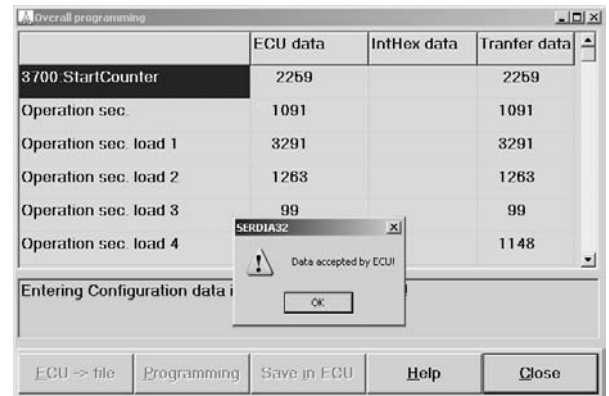 Overall programming
ECU data IntHex data Tranfer data
3700 StartCounter 2259 2259
Operation sec. 1091 1091
Operation sec. load 1 3291 3291
Operation sec. load 2 1263 1263
Operation sec. load 3 99 99
Operation sec. load 4 1148
SERDIA32
Data accepted by ECU!
OK
Entering Configuration data i
ECU -> file Programming Save in ECU Help Close